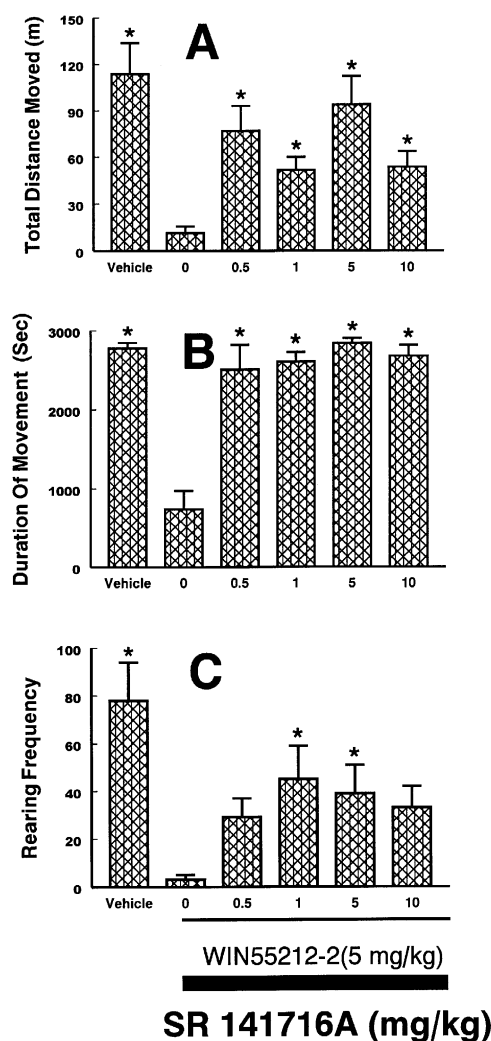 A
Total Distance Moved (m)
150
120
90
60
30
0
* * * * *
Vehicle 0 0.5 1 5 10
B
Duration Of Movement (Sec)
3000
2000
1000
0
* * * * *
Vehicle 0 0.5 1 5 10
C
Rearing Frequency
100
80
60
40
20
0
* * *
Vehicle 0 0.5 1 5 10
WIN55212-2(5 mg/kg)
SR 141716A (mg/kg)